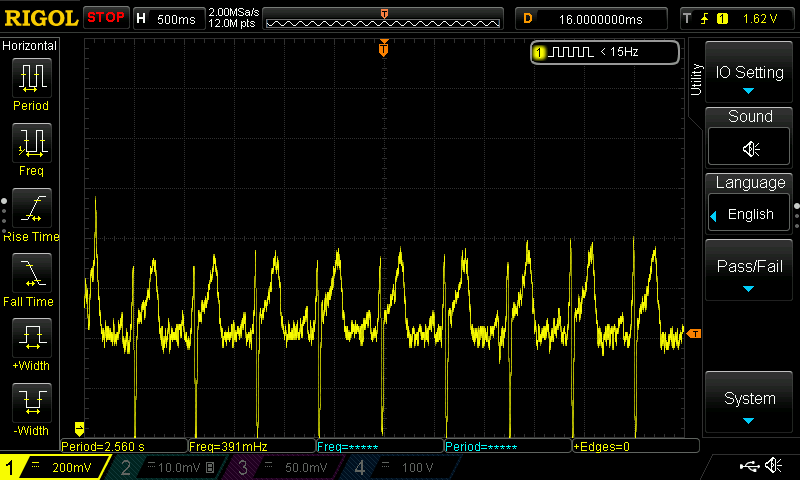 RIGOL STOP H 500ms 2.00MSa/s D 16.0000000ms T 1 1.62 V
12.0M pts
T
Horizontal
1 < 15Hz
Utility
IO Setting
Period
Sound
Freq
Language
English
Rise Time
Pass/Fail
Fall Time
T
+Width
System
-Width
Period=2.560 s Freq=391mHz Freq=***** Period=***** +Edges=0
1 200mV 2 10.0mV B 3 50.0mV 4 100 V